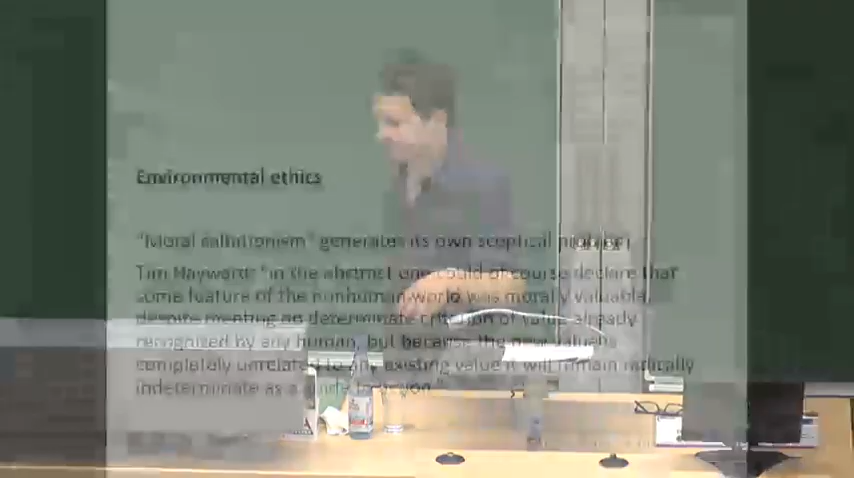 Environmental ethics
"Moral salutionism" generates its own sceptical problem
Tim Hayward: "in the abstract one could of course declare that
some feature of the nonhuman world was morally valuable,
despite meeting no determinate criterion of value already
recognized by any human, but because the new value is
completely unrelated to any existing value it will remain radically
indeterminate as a guide to action."